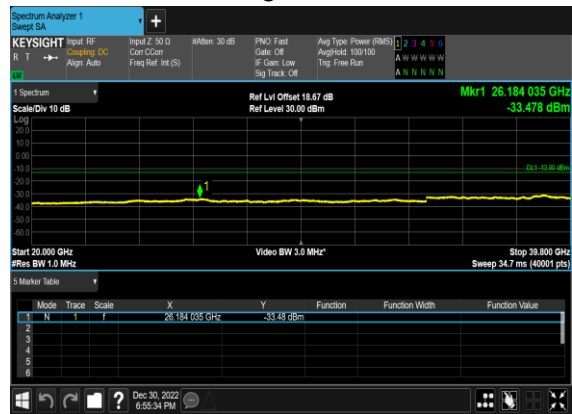 Spectrum Analyzer 1
Swept SA
+
KEYSIGHT Input: RF Input Z: 50 Ω #Atten: 30 dB PNO: Fast Avg Type: Power (RMS) 1 2 3 4 5 6
R T Coupling: DC Corr CCorr Gate: Off Avg|Hold: 100/100 A W W W W W
Align: Auto Freq Ref: Int (S) IF Gain: Low Trig: Free Run
Sig Track: Off A N N N N N
1 Spectrum
Ref Lvl Offset 18.67 dB Mkr1 26.184 035 GHz
Scale/Div 10 dB Ref Level 30.00 dBm -33.478 dBm
Log
20.0
10.0
0.00
-10.0
DL1 -13.00 dBm
-20.0
1
-30.0
-40.0
-50.0
-60.0
Start 20.000 GHz Video BW 3.0 MHz* Stop 39.800 GHz
#Res BW 1.0 MHz Sweep 34.7 ms (40001 pts)
5 Marker Table
Mode Trace Scale X Y Function Function Width Function Value
1 N 1 f 26.184 035 GHz -33.48 dBm
2
3
4
5
6
? Dec 30, 2022
6:55:34 PM